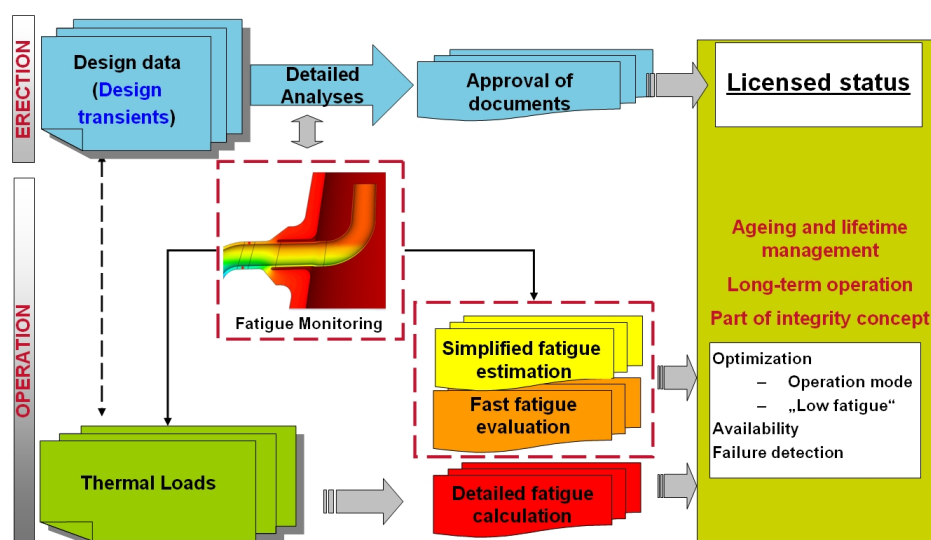 ERECTION
Design data
(Design
transients)
Detailed
Analyses
Approval of
documents
Licensed status
OPERATION
Fatigue Monitoring
Ageing and lifetime
management
Long-term operation
Part of integrity concept
Simplified fatigue
estimation
Fast fatigue
evaluation
Optimization
– Operation mode
– „Low fatigue“
Availability
Failure detection
Thermal Loads
Detailed fatigue
calculation